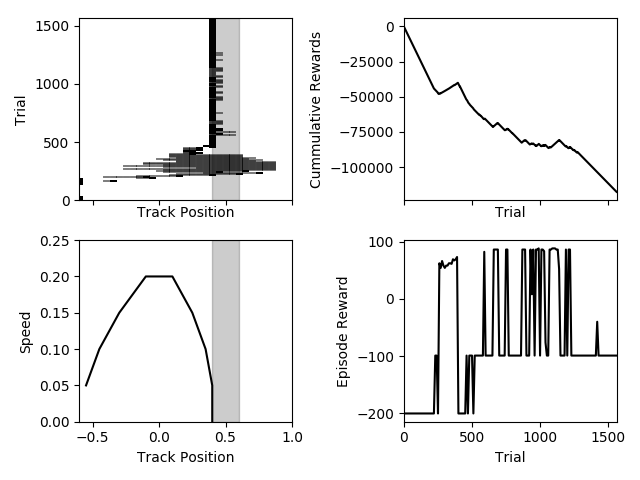 1500
1000
500
0
Trial
Track Position
0
−25000
−50000
−75000
−100000
Cummulative Rewards
Trial
0.25
0.20
0.15
0.10
0.05
0.00
Speed
−0.5 0.0 0.5 1.0
Track Position
100
0
−100
−200
Episode Reward
0 500 1000 1500
Trial